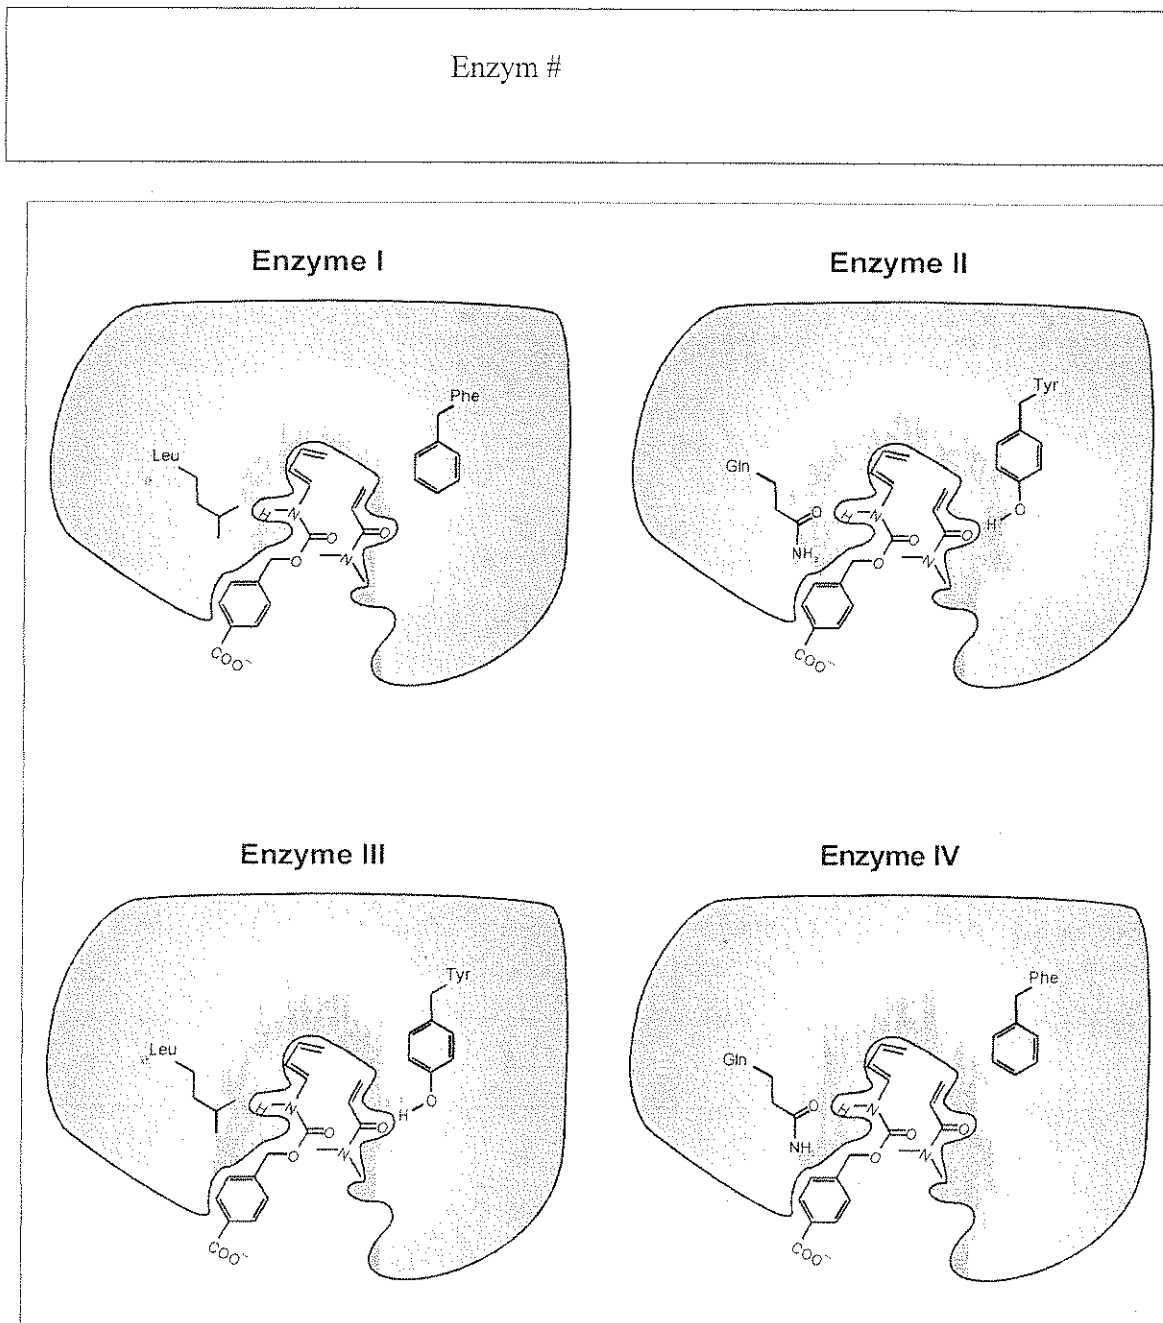 Enzym #
Enzyme I
Enzyme II
Phe
Leu
H
N
O
O
N
O
COO⁻
Tyr
Gln
O
NH₂
H
O
H
N
O
O
N
O
COO⁻
Enzyme III
Enzyme IV
Tyr
Leu
H
O
H
N
O
O
N
O
COO⁻
Phe
Gln
O
NH
H
N
O
O
N
O
COO⁻